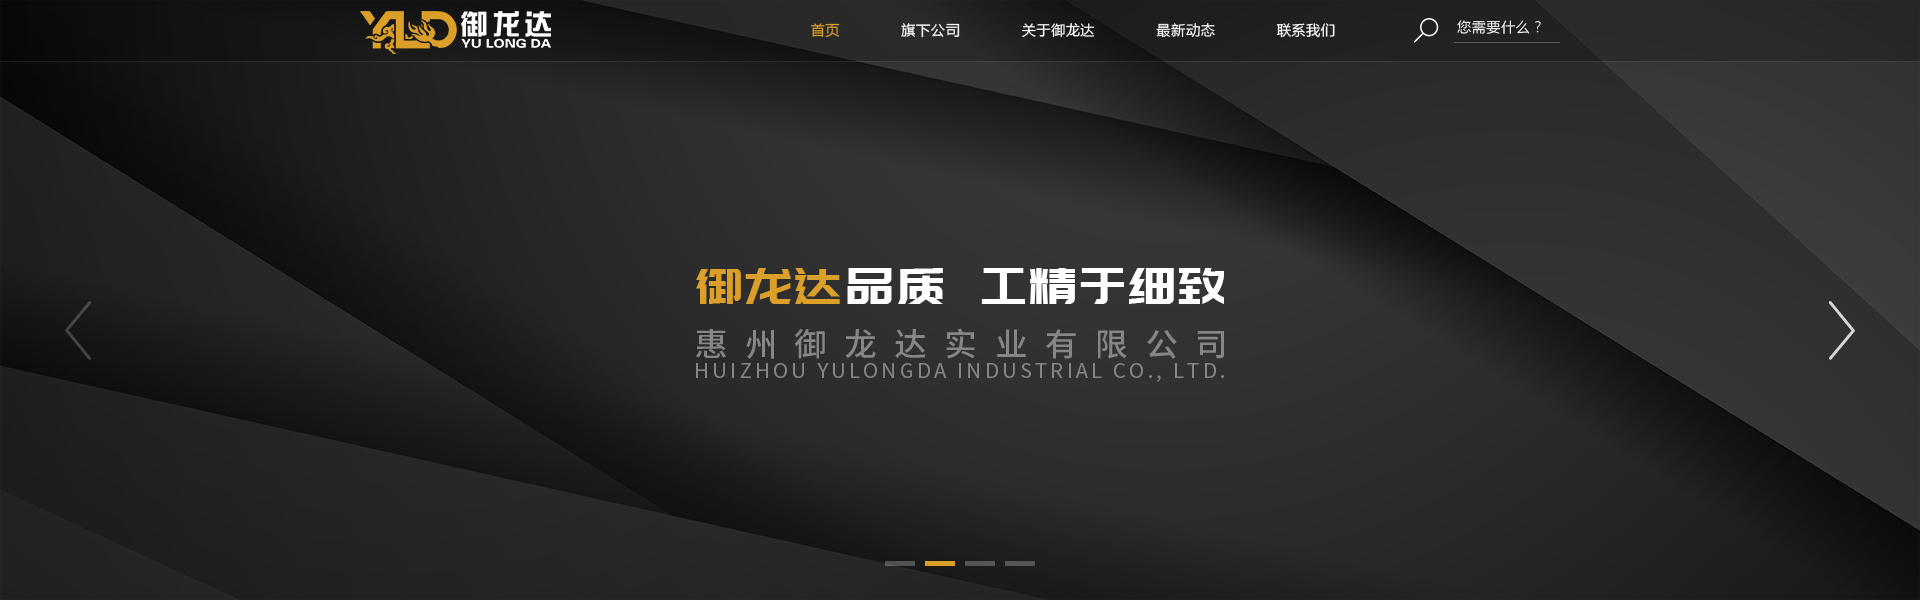 YLD 御龙达
YU LONG DA
首页 旗下公司 关于御龙达 最新动态 联系我们 您需要什么？
御龙达品质 工精于细致
惠州御龙达实业有限公司
HUIZHOU YULONGDA INDUSTRIAL CO., LTD.